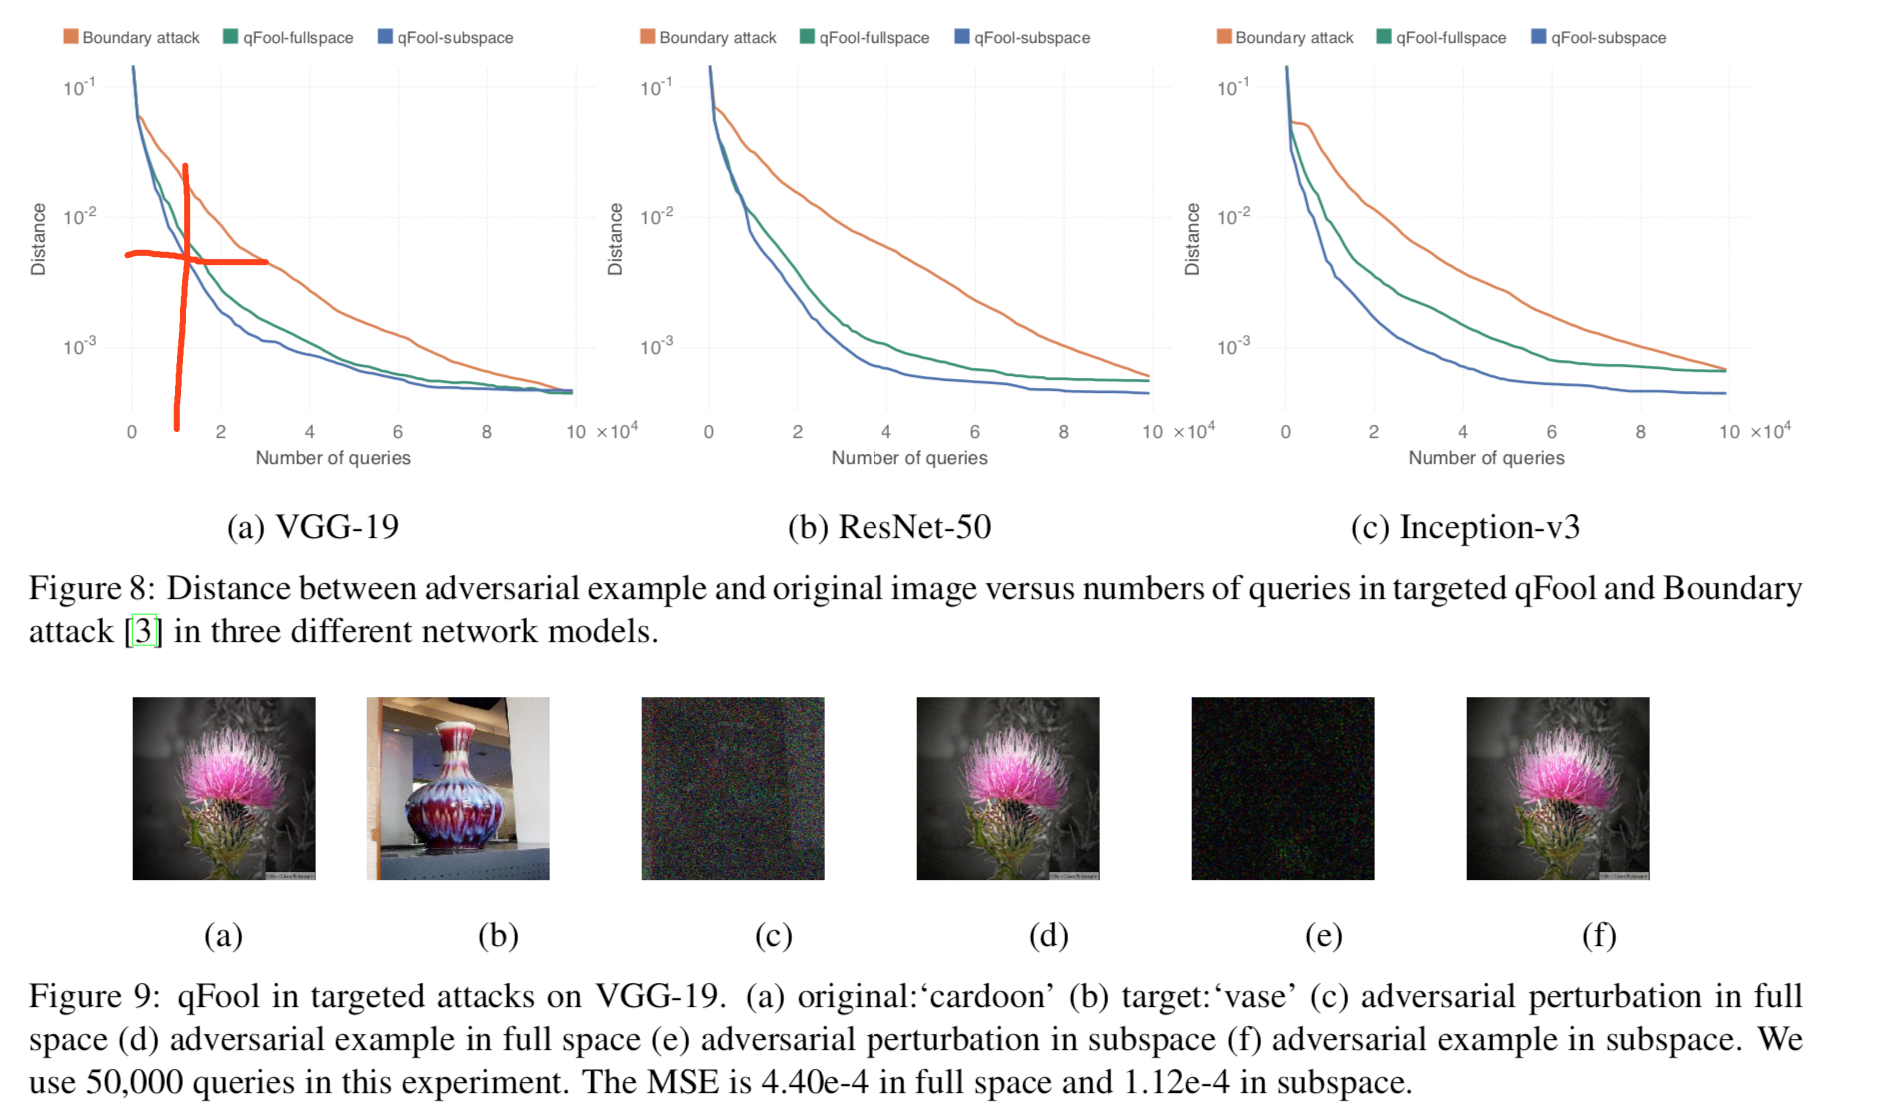 Boundary attack qFool-fullspace qFool-subspace
Boundary attack qFool-fullspace qFool-subspace
Boundary attack qFool-fullspace qFool-subspace
10-1
10-2
10-3
Distance
0 2 4 6 8 10 ×10⁴
Number of queries
10-1
10-2
10-3
Distance
0 2 4 6 8 10 ×10⁴
Number of queries
10-1
10-2
10-3
Distance
0 2 4 6 8 10 ×10⁴
Number of queries
(a) VGG-19
(b) ResNet-50
(c) Inception-v3
Figure 8: Distance between adversarial example and original image versus numbers of queries in targeted qFool and Boundary
attack [3] in three different network models.
(a)
(b)
(c)
(d)
(e)
(f)
Figure 9: qFool in targeted attacks on VGG-19. (a) original:‘cardoon’ (b) target:‘vase’ (c) adversarial perturbation in full
space (d) adversarial example in full space (e) adversarial perturbation in subspace (f) adversarial example in subspace. We
use 50,000 queries in this experiment. The MSE is 4.40e-4 in full space and 1.12e-4 in subspace.